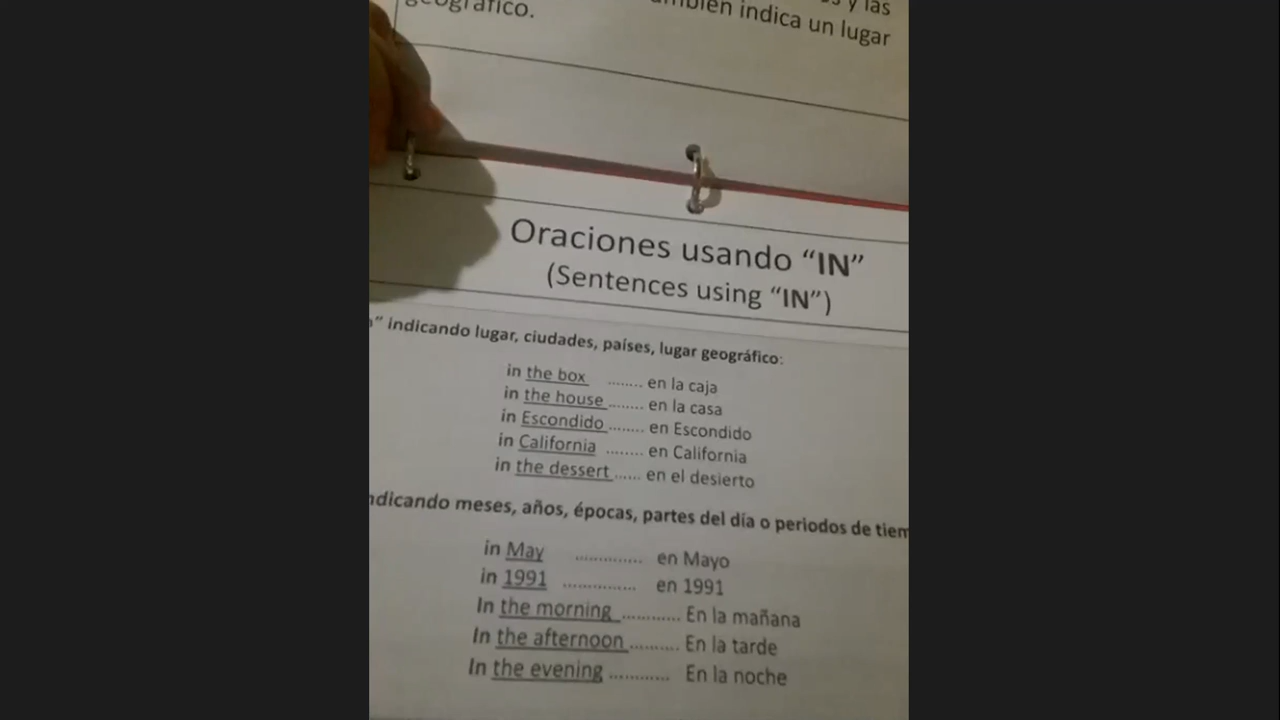 y las
geográfico.
también indica un lugar
Oraciones usando “IN”
(Sentences using “IN”)
” indicando lugar, ciudades, países, lugar geográfico:
in the box ........ en la caja
in the house ........ en la casa
in Escondido ........ en Escondido
in California ........ en California
in the dessert ...... en el desierto
indicando meses, años, épocas, partes del día o periodos de tiem
in May .............. en Mayo
in 1991 ............... en 1991
In the morning ............ En la mañana
In the afternoon .......... En la tarde
In the evening ............ En la noche